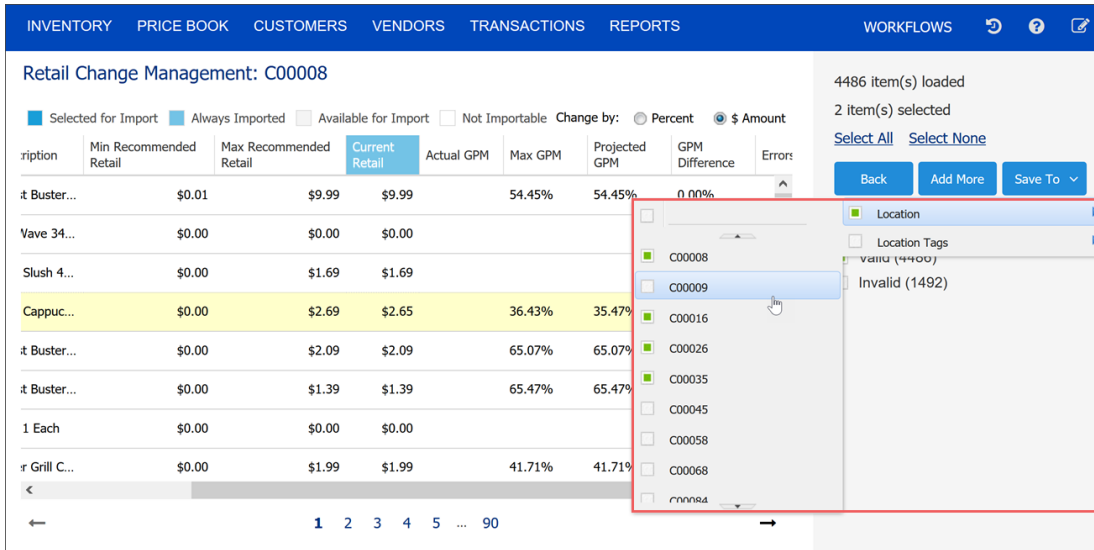 INVENTORY PRICE BOOK CUSTOMERS VENDORS TRANSACTIONS REPORTS WORKFLOWS
Retail Change Management: C00008
Selected for Import Always Imported Available for Import Not Importable Change by: Percent $ Amount
cription Min Recommended Retail Max Recommended Retail Current Retail Actual GPM Max GPM Projected GPM GPM Difference Errors
t Buster... $0.01 $9.99 $9.99 54.45% 54.45% 0.00%
Wave 34... $0.00 $0.00 $0.00
Slush 4... $0.00 $1.69 $1.69
Cappuc... $0.00 $2.69 $2.65 36.43% 35.47%
t Buster... $0.00 $2.09 $2.09 65.07% 65.07%
t Buster... $0.00 $1.39 $1.39 65.47% 65.47%
1 Each $0.00 $0.00 $0.00
r Grill C... $0.00 $1.99 $1.99 41.71% 41.71%
1 2 3 4 5 ... 90
4486 item(s) loaded
2 item(s) selected
Select All Select None
Back Add More Save To
Location
Location Tags
Valid (4486)
Invalid (1492)
C00008
C00009
C00016
C00026
C00035
C00045
C00058
C00068
C00084